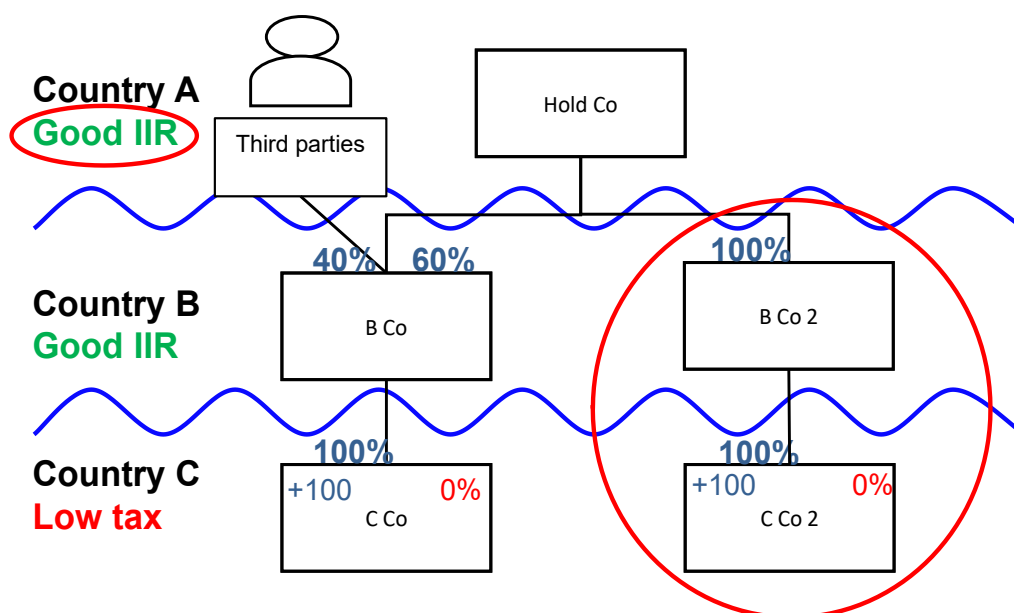 Country A
Good IIR
Third parties
Hold Co
40%
60%
100%
Country B
Good IIR
B Co
B Co 2
100%
100%
Country C
Low tax
+100
0%
C Co
+100
0%
C Co 2